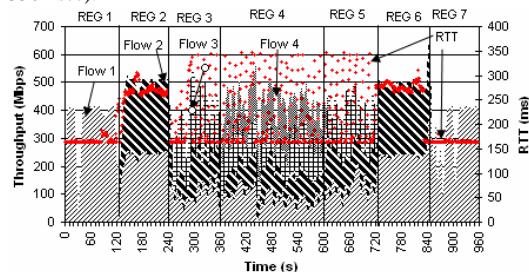 REG 1 REG 2 REG 3 REG 4 REG 5 REG 6 REG 7
Flow 1
Flow 2
Flow 3
Flow 4
RTT
Throughput (Mbps)
700
600
500
400
300
200
100
0
RTT (ms)
400
350
300
250
200
150
100
50
0
0 60 120 180 240 300 360 420 480 540 600 660 720 780 840 900 960
Time (s)